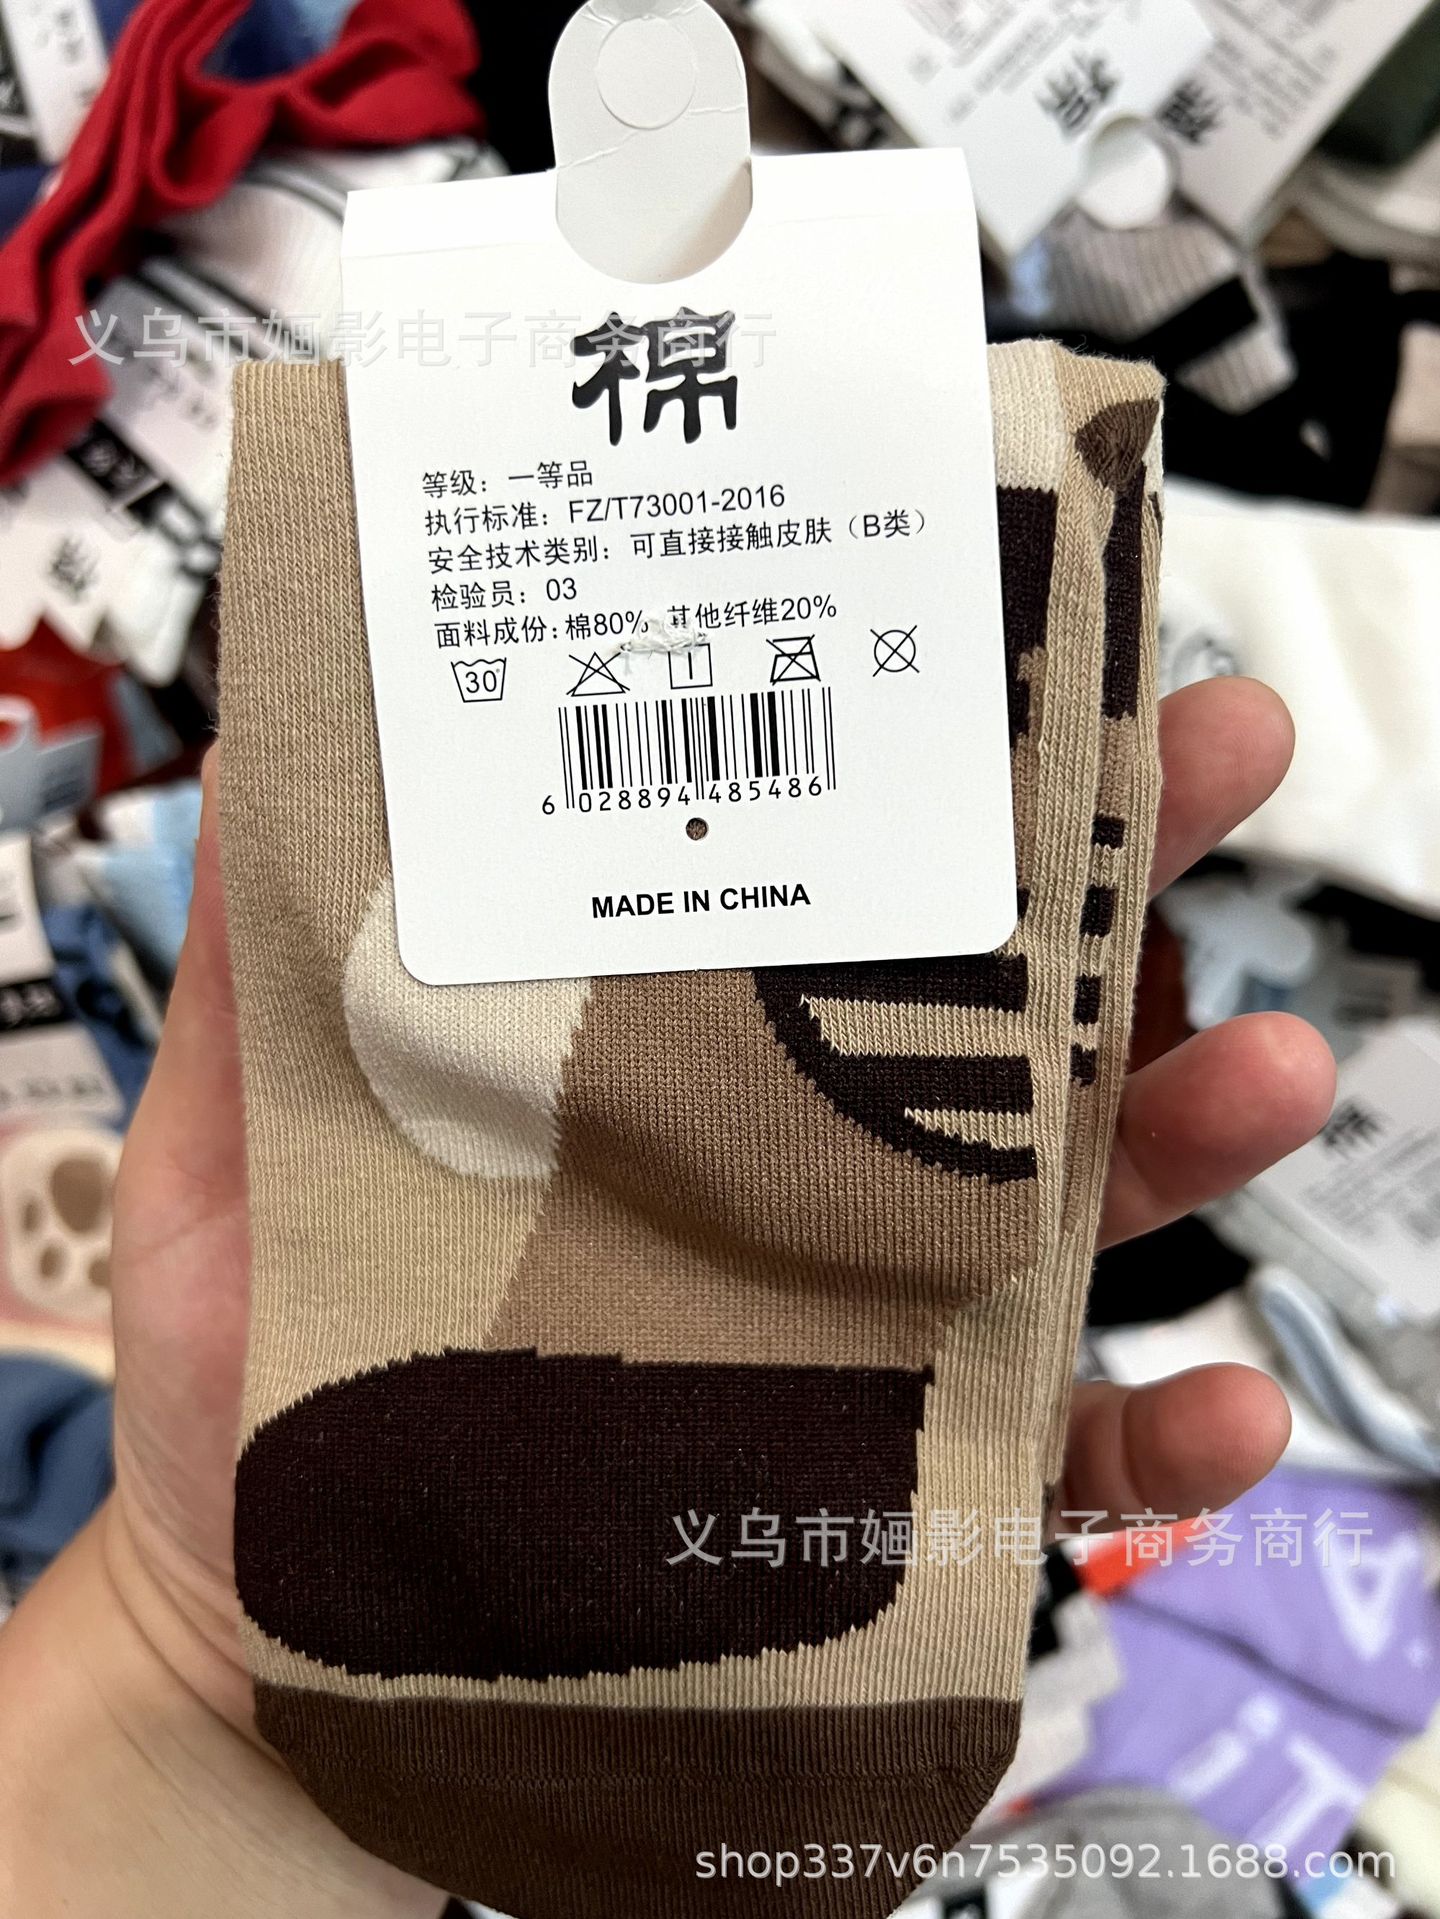 义乌市婳影电子商务商行
棉
等级：一等品
执行标准：FZ/T73001-2016
安全技术类别：可直接接触皮肤（B类）
检验员：03
面料成份：棉80% 其他纤维20%
30°
6 028894 485486
MADE IN CHINA
义乌市婳影电子商务商行
shop337v6n7535092.1688.com